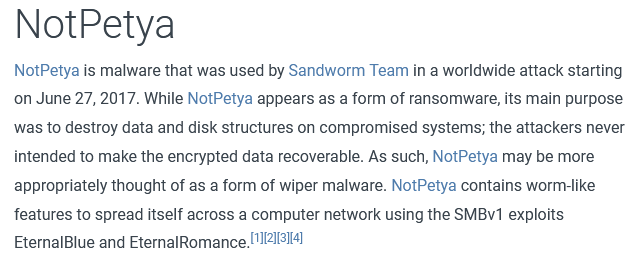 NotPetya
NotPetya is malware that was used by Sandworm Team in a worldwide attack starting
on June 27, 2017. While NotPetya appears as a form of ransomware, its main purpose
was to destroy data and disk structures on compromised systems; the attackers never
intended to make the encrypted data recoverable. As such, NotPetya may be more
appropriately thought of as a form of wiper malware. NotPetya contains worm-like
features to spread itself across a computer network using the SMBv1 exploits
EternalBlue and EternalRomance.[1][2][3][4]